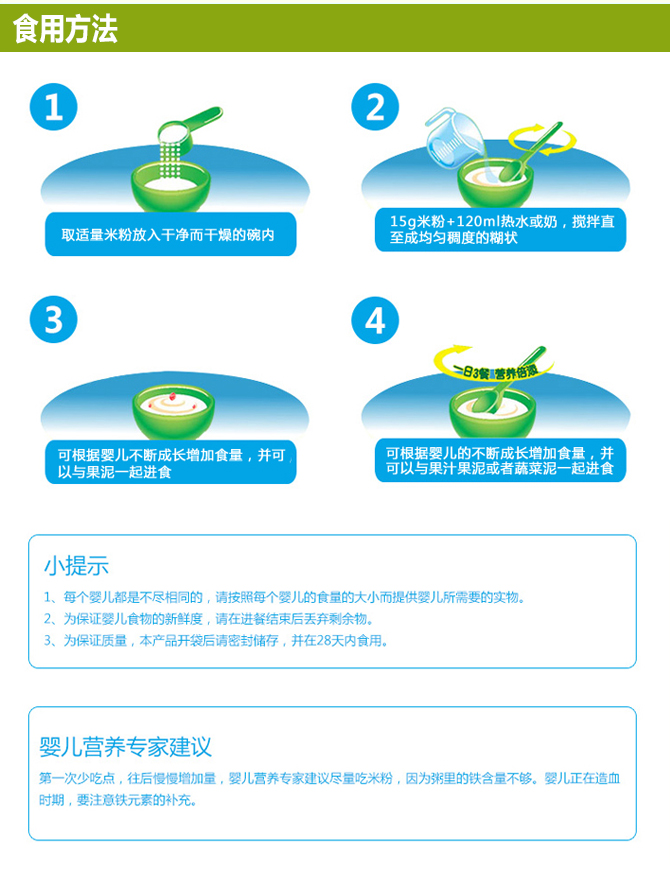 食用方法
1
取适量米粉放入干净而干燥的碗内
2
15g米粉+120ml热水或奶，搅拌直
至成均匀稠度的糊状
3
可根据婴儿不断成长增加食量，并可，
以与果泥一起进食
4
一日3餐 营养倍溢
可根据婴儿的不断成长增加食量，并
可以与果汁果泥或者蔬菜泥一起进食
小提示
1、每个婴儿都是不尽相同的，请按照每个婴儿的食量的大小而提供婴儿所需要的实物。
2、为保证婴儿食物的新鲜度，请在进餐结束后丢弃剩余物。
3、为保证质量，本产品开袋后请密封储存，并在28天内食用。
婴儿营养专家建议
第一次少吃点，往后慢慢增加量，婴儿营养专家建议尽量吃米粉，因为粥里的铁含量不够。婴儿正在造血
时期，要注意铁元素的补充。